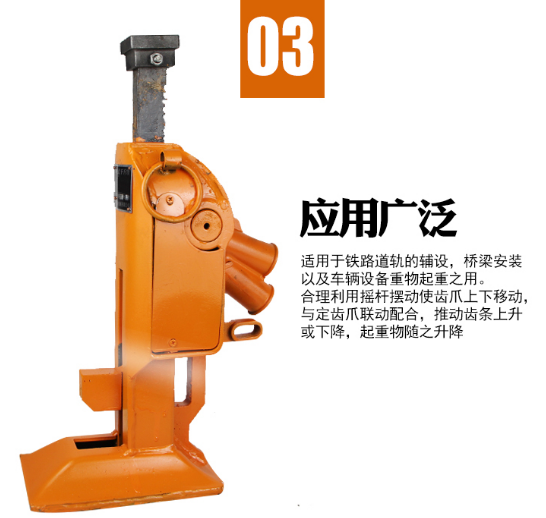 03
应用广泛
适用于铁路道轨的辅设，桥梁安装
以及车辆设备重物起重之用。
合理利用摇杆摆动使齿爪上下移动，
与定齿爪联动配合，推动齿条上升
或下降，起重物随之升降